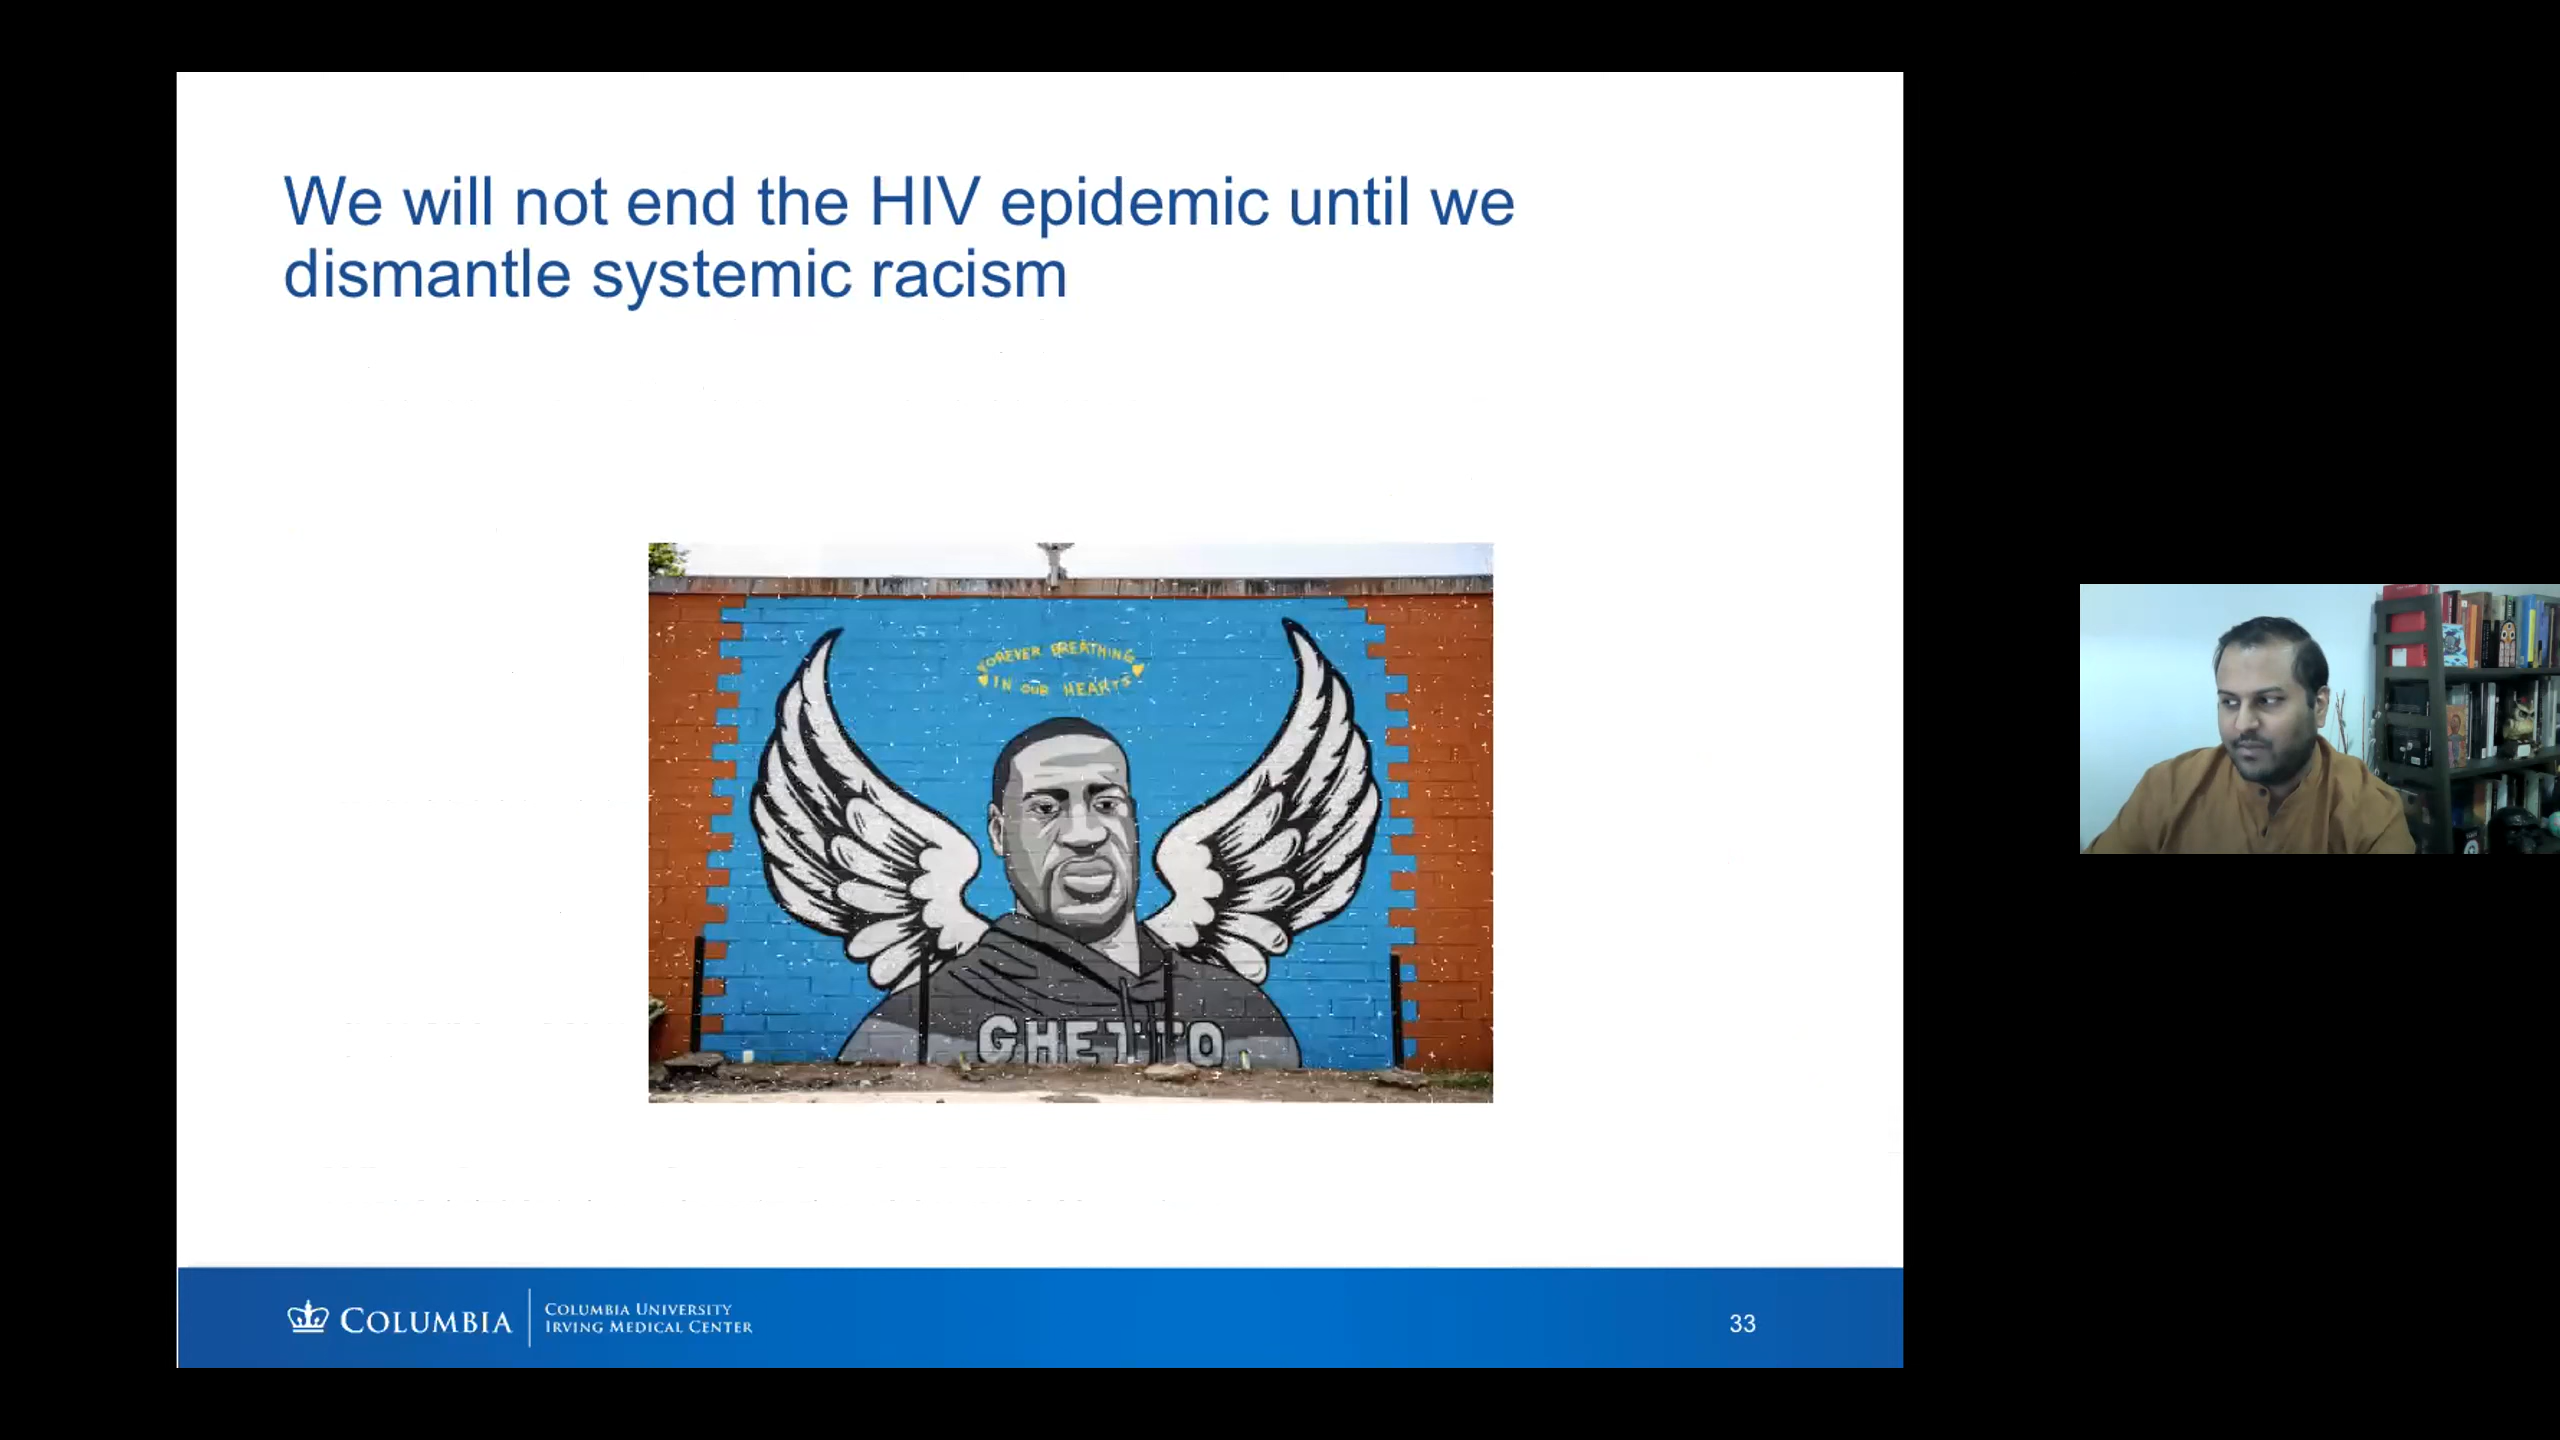 We will not end the HIV epidemic until we
dismantle systemic racism
FOREVER BREATHING
IN OUR HEARTS
GHETTO
COLUMBIA
COLUMBIA UNIVERSITY
IRVING MEDICAL CENTER
33